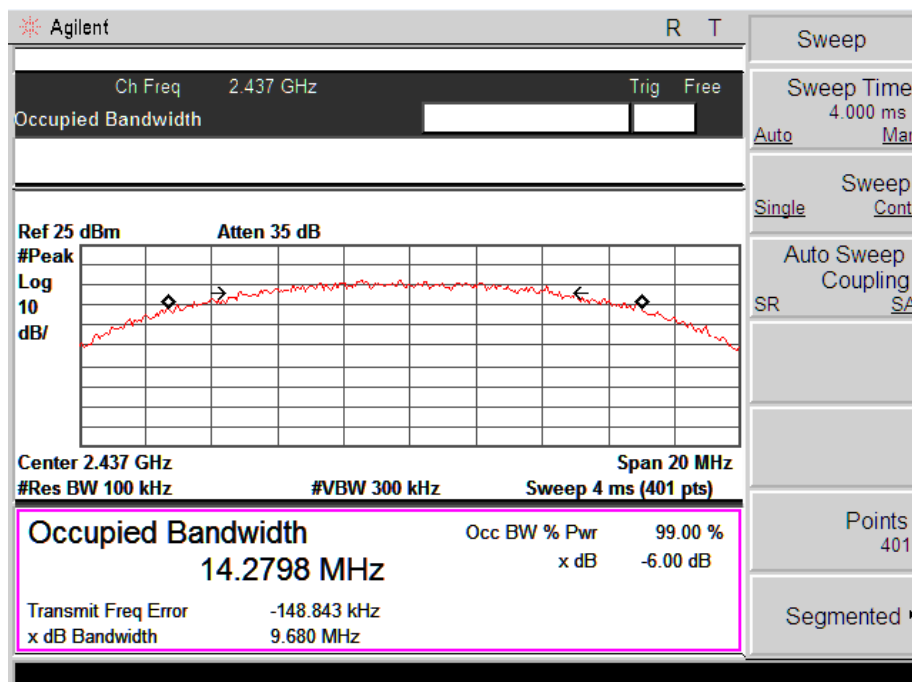 Agilent R T
Sweep
Ch Freq 2.437 GHz Trig Free
Occupied Bandwidth
Sweep Time
4.000 ms
Auto Man
Sweep
Single Cont
Auto Sweep
Coupling
SR SA
Ref 25 dBm Atten 35 dB
#Peak
Log
10
dB/
Center 2.437 GHz Span 20 MHz
#Res BW 100 kHz #VBW 300 kHz Sweep 4 ms (401 pts)
Occupied Bandwidth Occ BW % Pwr 99.00 %
14.2798 MHz x dB -6.00 dB
Transmit Freq Error -148.843 kHz
x dB Bandwidth 9.680 MHz
Points
401
Segmented